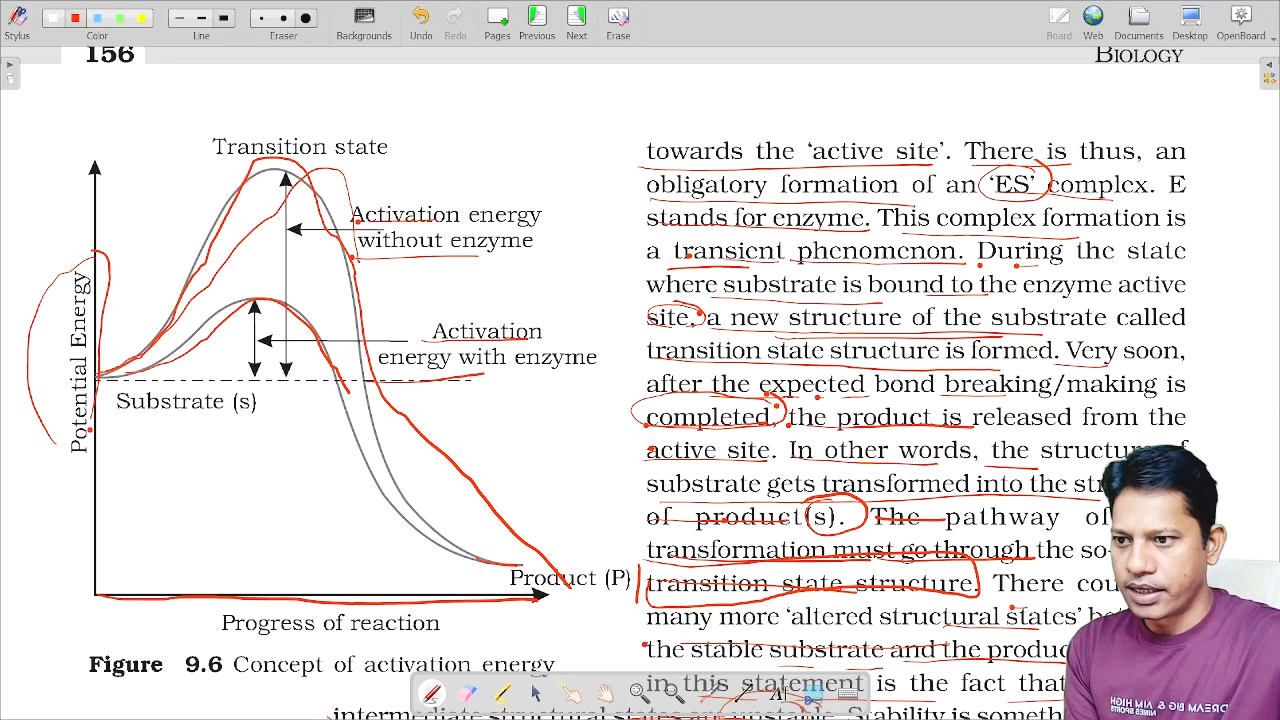 Stylus
Color
Line
Eraser
Backgrounds
Undo
Redo
Pages
Previous
Next
Erase
Board
Web
Documents
Desktop
OpenBoard
156
BIOLOGY
Transition state
Activation energy
without enzyme
Activation
energy with enzyme
Potential Energy
Substrate (s)
Product (P)
Progress of reaction
Figure 9.6 Concept of activation energy
towards the ‘active site’. There is thus, an
obligatory formation of an ‘ES’ complex. E
stands for enzyme. This complex formation is
a transient phenomenon. During the state
where substrate is bound to the enzyme active
site, a new structure of the substrate called
transition state structure is formed. Very soon,
after the expected bond breaking/making is
completed, the product is released from the
active site. In other words, the structure of
substrate gets transformed into the
of product(s). The pathway of
transformation must go through the
transition state structure. There
many more ‘altered structural states’
the stable substrate and the
in this statement is the fact that
intermediate structural states are unstable. Stability is